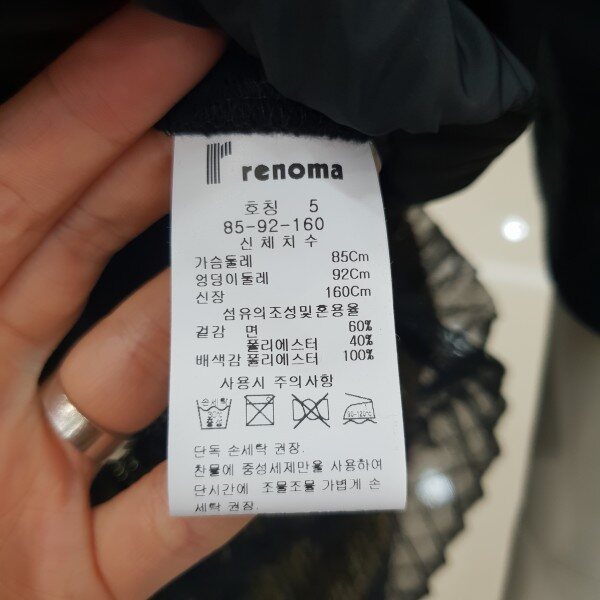 renoma
호칭 5
85-92-160
신체치수
가슴둘레 85Cm
엉덩이둘레 92Cm
신장 160Cm
섬유의조성및혼용율
겉감 면 60%
폴리에스터 40%
배색감 폴리에스터 100%
사용시 주의사항
손세탁
단독 손세탁 권장.
찬물에 중성세제만을 사용하여
단시간에 조물조물 가볍게 손
세탁 권장.